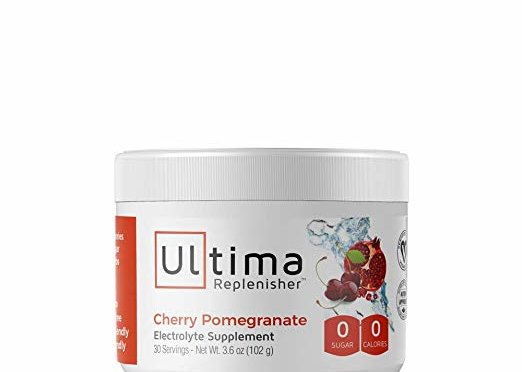 Ultima
Replenisher™
Cherry Pomegranate
Electrolyte Supplement
30 Servings - Net Wt. 3.6 oz (102 g)
0
SUGAR
0
CALORIES